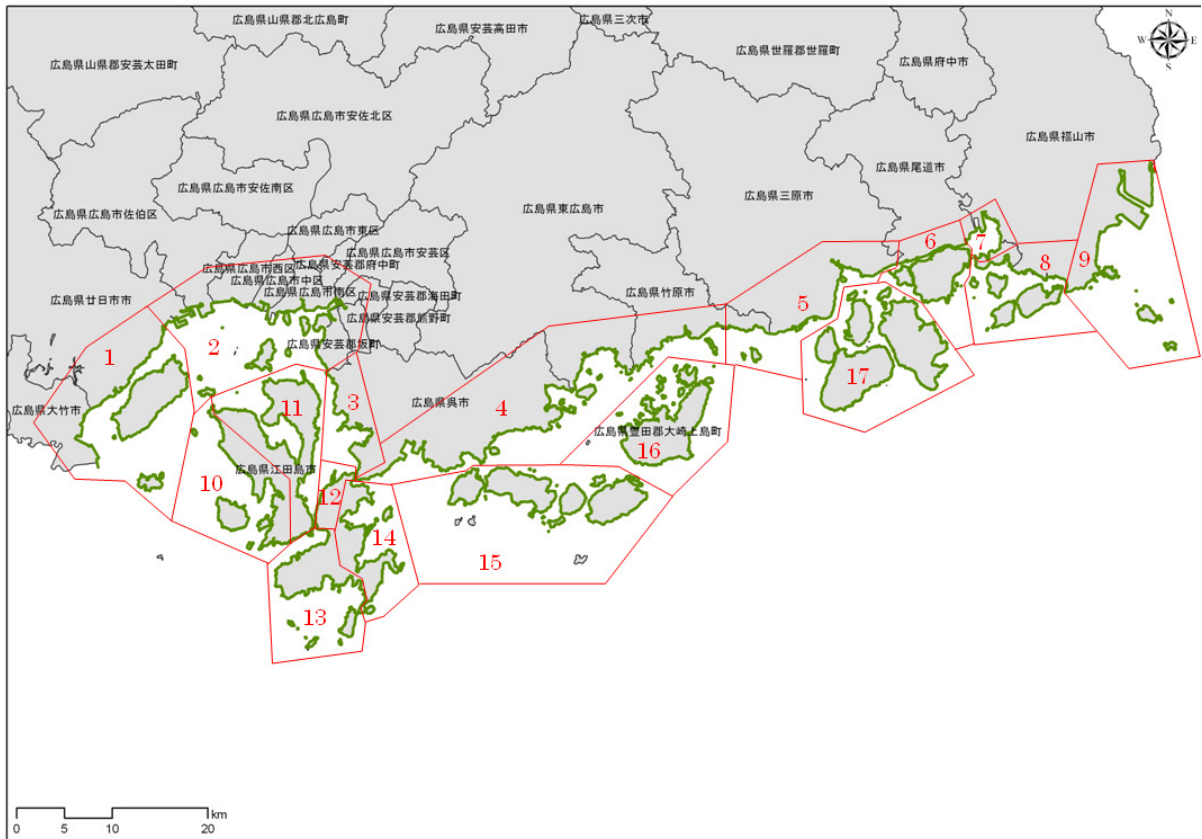 広島県山県郡北広島町
広島県安芸高田市
広島県三次市
N
W
E
S
広島県山県郡安芸太田町
広島県世羅郡世羅町
広島県府中市
広島県広島市安佐北区
広島県福山市
広島県広島市安佐南区
広島県尾道市
広島県広島市佐伯区
広島県東広島市
広島県三原市
広島県広島市東区
広島県広島市安芸区
広島県広島市西区
広島県安芸郡府中町
広島県広島市中区
広島県広島市南区
広島県安芸郡海田町
広島県廿日市市
広島県竹原市
広島県安芸郡熊野町
広島県安芸郡坂町
広島県大竹市
広島県呉市
広島県豊田郡大崎上島町
広島県江田島市
1
2
3
4
5
6
7
8
9
10
11
12
13
14
15
16
17
km
0 5 10 20